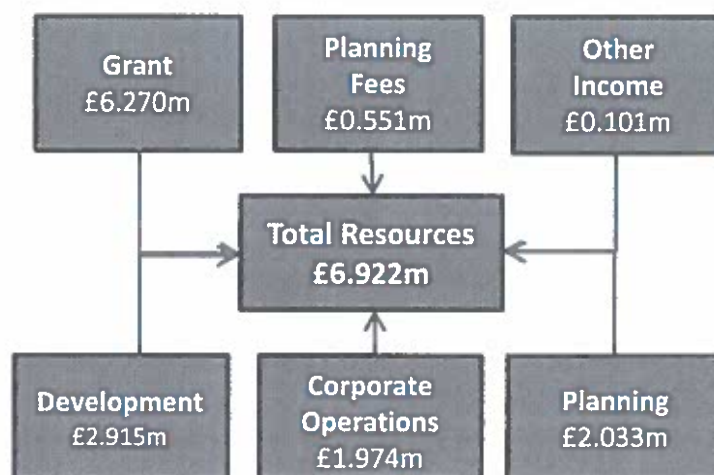 Grant
£6.270m
Planning
Fees
£0.551m
Other
Income
£0.101m
Total Resources
£6.922m
Development
£2.915m
Corporate
Operations
£1.974m
Planning
£2.033m